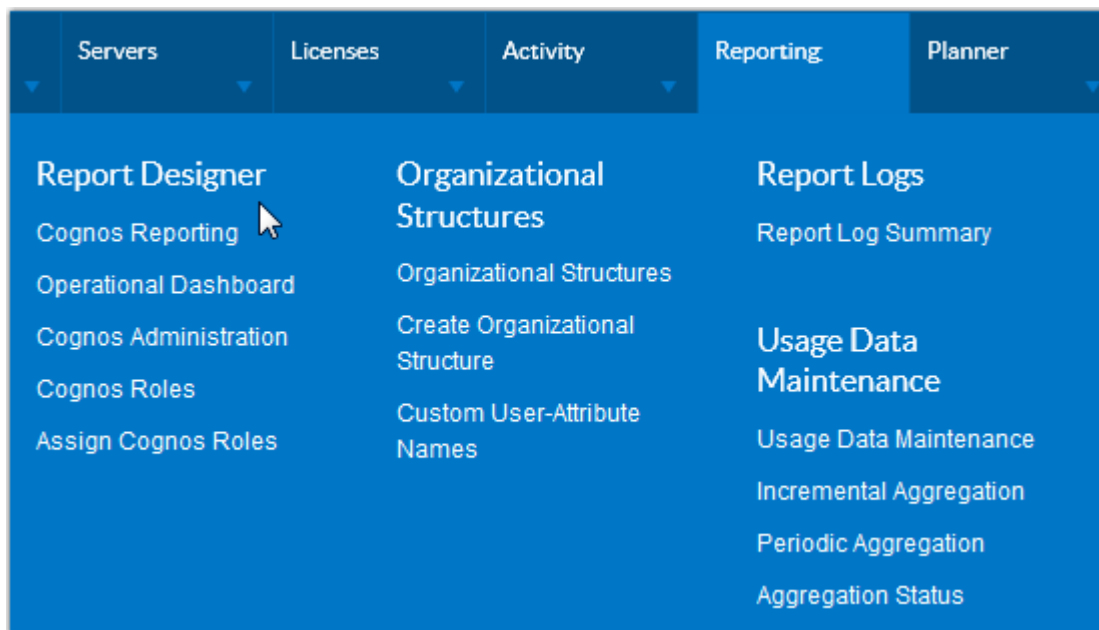 Servers
Licenses
Activity
Reporting
Planner
Report Designer
Cognos Reporting
Operational Dashboard
Cognos Administration
Cognos Roles
Assign Cognos Roles
Organizational
Structures
Organizational Structures
Create Organizational
Structure
Custom User-Attribute
Names
Report Logs
Report Log Summary
Usage Data
Maintenance
Usage Data Maintenance
Incremental Aggregation
Periodic Aggregation
Aggregation Status